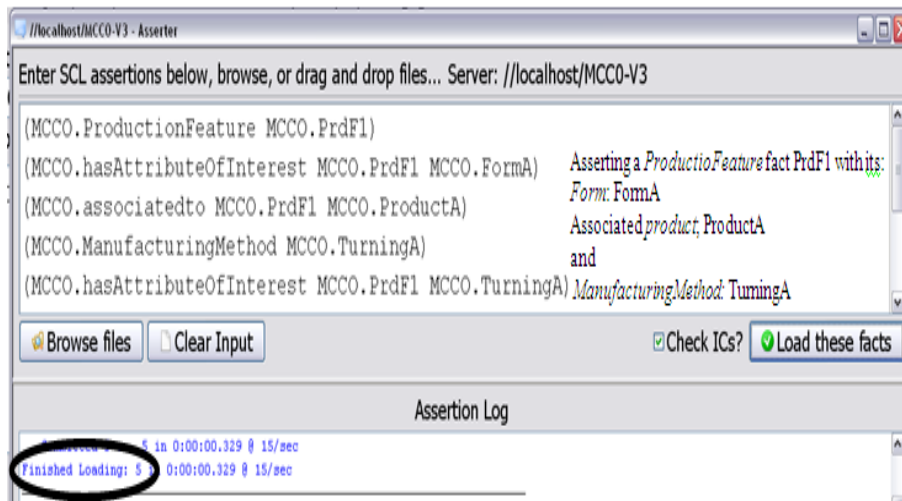 //localhost/MCCO-V3 - Asserter
Enter SCL assertions below, browse, or drag and drop files... Server: //localhost/MCCO-V3
(MCCO.ProductionFeature MCCO.PrdF1)
(MCCO.hasAttributeOfInterest MCCO.PrdF1 MCCO.FormA)
(MCCO.associatedto MCCO.PrdF1 MCCO.ProductA)
(MCCO.ManufacturingMethod MCCO.TurningA)
(MCCO.hasAttributeOfInterest MCCO.PrdF1 MCCO.TurningA)
Asserting a ProductioFeature fact PrdF1 with its:
Form: FormA
Associated product, ProductA
and
ManufacturingMethod: TurningA
Browse files
Clear Input
Check ICs?
Load these facts
Assertion Log
5 in 0:00:00.329 @ 15/sec
Finished Loading: 5 in 0:00:00.329 @ 15/sec